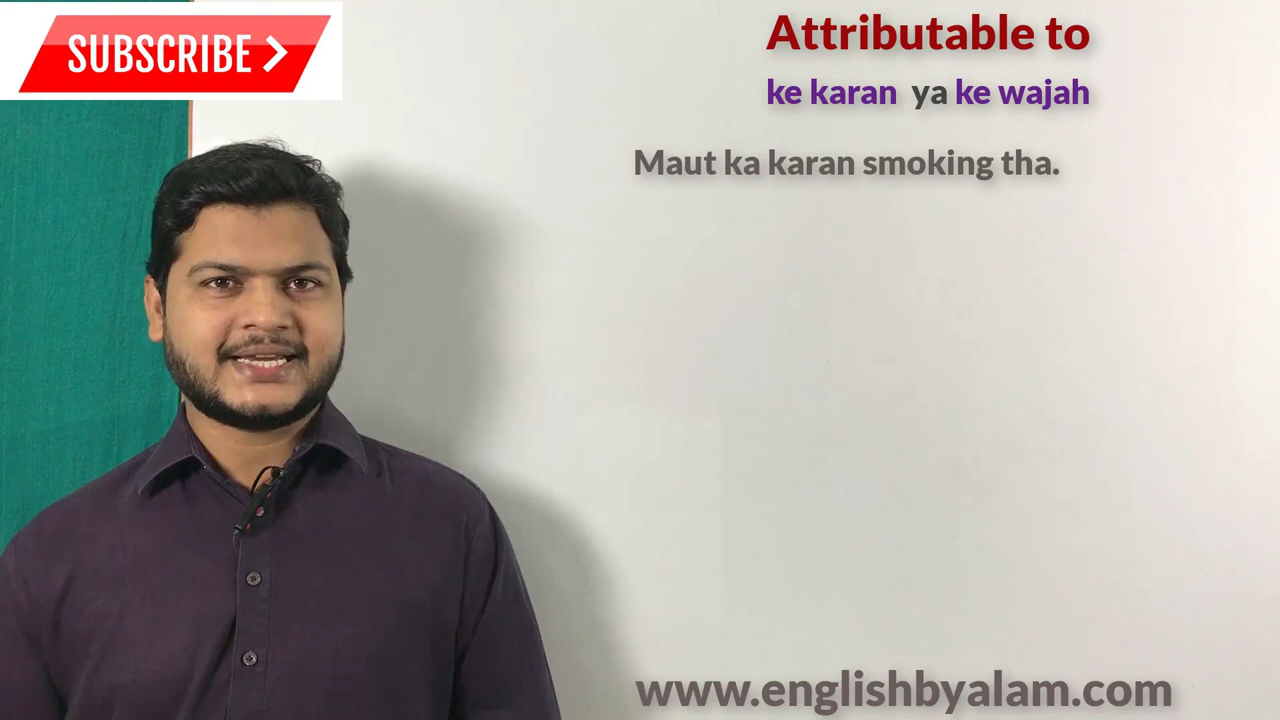 SUBSCRIBE
Attributable to
ke karan ya ke wajah
Maut ka karan smoking tha.
www.englishbyalam.com